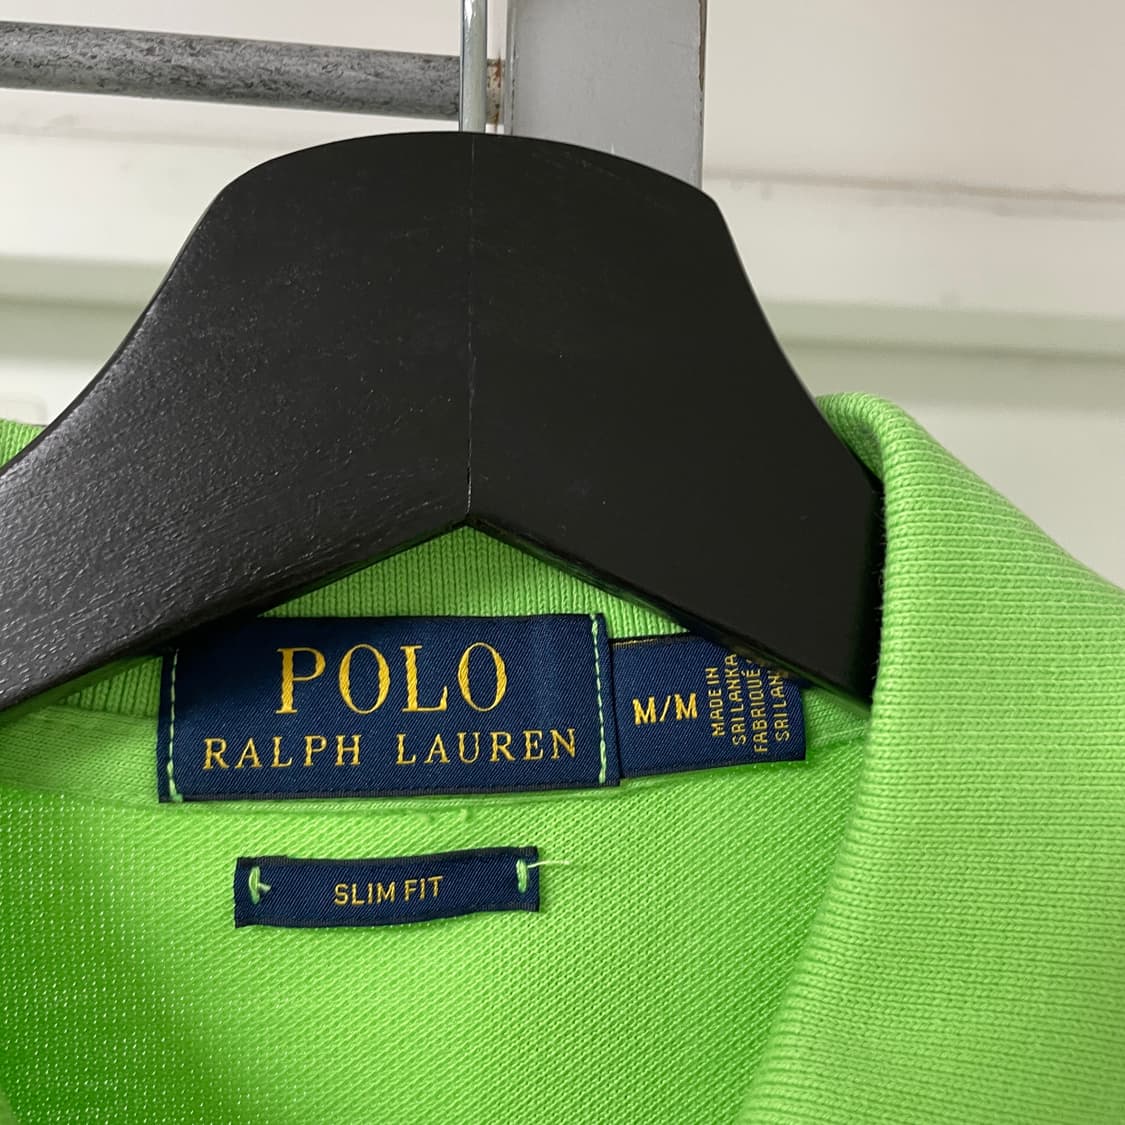 POLO
RALPH LAUREN
M/M
MADE IN
SRI LANKA
FABRIQUÉ
SRI LAN
SLIM FIT